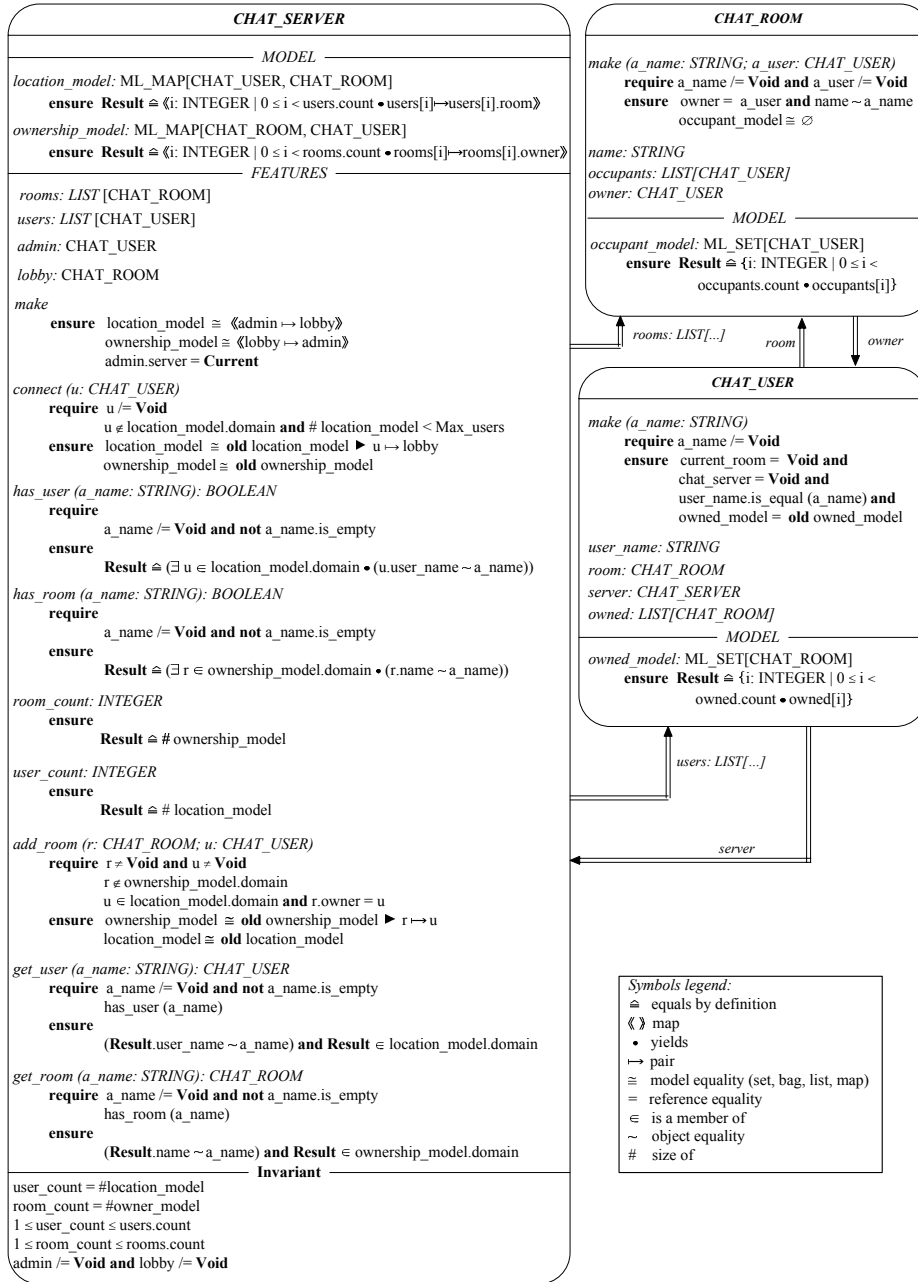 CHAT_SERVER
MODEL
location_model: ML_MAP[CHAT_USER, CHAT_ROOM]
ensure Result ≙ ⟪i: INTEGER | 0 ≤ i < users.count • users[i]↦users[i].room⟫
ownership_model: ML_MAP[CHAT_ROOM, CHAT_USER]
ensure Result ≙ ⟪i: INTEGER | 0 ≤ i < rooms.count • rooms[i]↦rooms[i].owner⟫
FEATURES
rooms: LIST [CHAT_ROOM]
users: LIST [CHAT_USER]
admin: CHAT_USER
lobby: CHAT_ROOM
make
ensure location_model ≅ ⟪admin ↦ lobby⟫
ownership_model ≅ ⟪lobby ↦ admin⟫
admin.server = Current
connect (u: CHAT_USER)
require u /= Void
u ∉ location_model.domain and # location_model < Max_users
ensure location_model ≅ old location_model ► u ↦ lobby
ownership_model ≅ old ownership_model
has_user (a_name: STRING): BOOLEAN
require
a_name /= Void and not a_name.is_empty
ensure
Result ≙ (∃ u ∈ location_model.domain • (u.user_name ~ a_name))
has_room (a_name: STRING): BOOLEAN
require
a_name /= Void and not a_name.is_empty
ensure
Result ≙ (∃ r ∈ ownership_model.domain • (r.name ~ a_name))
room_count: INTEGER
ensure
Result ≙ # ownership_model
user_count: INTEGER
ensure
Result ≙ # location_model
add_room (r: CHAT_ROOM; u: CHAT_USER)
require r ≠ Void and u ≠ Void
r ∉ ownership_model.domain
u ∈ location_model.domain and r.owner = u
ensure ownership_model ≅ old ownership_model ► r ↦ u
location_model ≅ old location_model
get_user (a_name: STRING): CHAT_USER
require a_name /= Void and not a_name.is_empty
has_user (a_name)
ensure
(Result.user_name ~ a_name) and Result ∈ location_model.domain
get_room (a_name: STRING): CHAT_ROOM
require a_name /= Void and not a_name.is_empty
has_room (a_name)
ensure
(Result.name ~ a_name) and Result ∈ ownership_model.domain
Invariant
user_count = #location_model
room_count = #owner_model
1 ≤ user_count ≤ users.count
1 ≤ room_count ≤ rooms.count
admin /= Void and lobby /= Void
CHAT_ROOM
make (a_name: STRING; a_user: CHAT_USER)
require a_name /= Void and a_user /= Void
ensure owner = a_user and name ~ a_name
occupant_model ≅ ∅
name: STRING
occupants: LIST[CHAT_USER]
owner: CHAT_USER
MODEL
occupant_model: ML_SET[CHAT_USER]
ensure Result ≙ {i: INTEGER | 0 ≤ i <
occupants.count • occupants[i]}
rooms: LIST[...]
room
owner
CHAT_USER
make (a_name: STRING)
require a_name /= Void
ensure current_room = Void and
chat_server = Void and
user_name.is_equal (a_name) and
owned_model = old owned_model
user_name: STRING
room: CHAT_ROOM
server: CHAT_SERVER
owned: LIST[CHAT_ROOM]
MODEL
owned_model: ML_SET[CHAT_ROOM]
ensure Result ≙ {i: INTEGER | 0 ≤ i <
owned.count • owned[i]}
users: LIST[...]
server
Symbols legend:
≙ equals by definition
⟪ ⟫ map
• yields
↦ pair
≅ model equality (set, bag, list, map)
= reference equality
∈ is a member of
~ object equality
# size of